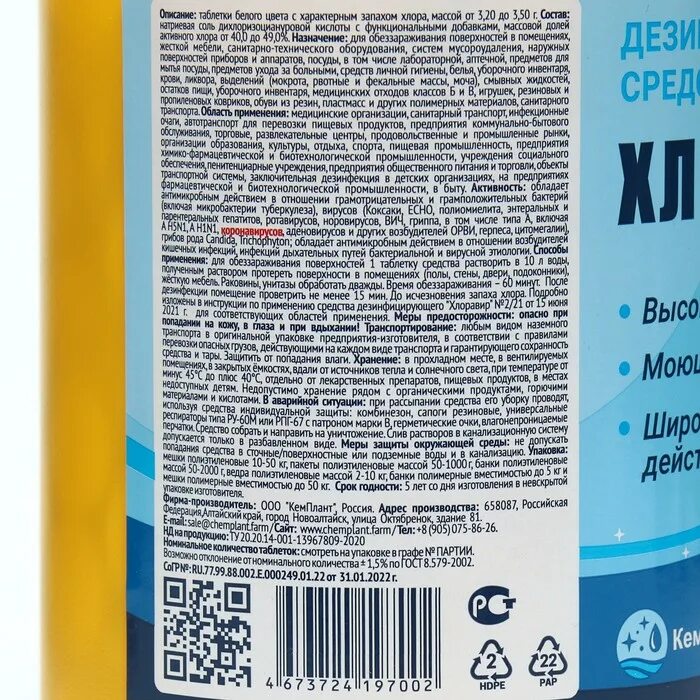 Описание: таблетки белого цвета с характерным запахом хлора, массой от 3,20 до 3,50 г. Состав:
натриевая соль дихлоризоциануровой кислоты с функциональными добавками, массовой долей
активного хлора от 40,0 до 49,0%. Назначение: для обеззараживания поверхностей в помещениях,
жесткой мебели, санитарно-технического оборудования, систем мусороудаления, наружных
поверхностей приборов и аппаратов, посуды, в том числе лабораторной, аптечной, предметов для
мытья посуды, предметов ухода за больными, средств личной гигиены, белья, уборочного инвентаря,
крови, ликвора, выделений (мокрота, рвотные и фекальные массы, моча), смывных жидкостей,
остатков пищи, уборочного инвентаря, медицинских отходов классов Б и В, игрушек, резиновых и
пропиленовых ковриков, обуви из резин, пластмасс и других полимерных материалов, санитарного
транспорта. Область применения: медицинские организации, санитарный транспорт, инфекционные
очаги, автотранспорт для перевозки пищевых продуктов, предприятия коммунально-бытового
обслуживания, торговые, развлекательные центры, продовольственные и промышленные рынки,
организации образования, культуры, отдыха, спорта, пищевая промышленность, предприятия
химико-фармацевтической и биотехнологической промышленности, учреждения социального
обеспечения, пенитенциарные учреждения, предприятия общественного питания и торговли, объекты
транспортной системы, заключительная дезинфекция в детских организациях, на предприятиях
фармацевтической и биотехнологической промышленности, в быту. Активность: обладает
антимикробным действием в отношении грамотрицательных и грамположительных бактерий
(включая микробактерии туберкулеза), вирусов (Коксаки, ЕСНО, полиомиелита, энтеральных и
парентеральных гепатитов, ротавирусов, норовирусов, ВИЧ, гриппа, в том числе типа А, включая
А H5N1, А H1N1, коронавирусов, аденовирусов и других возбудителей ОРВИ, герпеса, цитомегалии),
грибов рода Candida, Trichophyton; обладает антимикробным действием в отношении возбудителей
кишечных инфекций, инфекций дыхательных путей бактериальной и вирусной этиологии. Способы
применения: для обеззараживания поверхностей 1 таблетку средства растворить в 10 л воды,
полученным раствором протереть поверхности в помещениях (полы, стены, двери, подоконники),
жёсткую мебель. Раковины, унитазы обработать дважды. Время обеззараживания – 60 минут. После
дезинфекции помещение проветрить не менее 15 мин. До исчезновения запаха хлора. Подробно
изложены в инструкции по применению средства дезинфицирующего "Хлоравир" №2/21 от 15 июня
2021 г. для соответствующих областей применения. Меры предосторожности: опасно при
попадании на кожу, в глаза и при вдыхании! Транспортирование: любым видом наземного
транспорта в оригинальной упаковке предприятия-изготовителя, в соответствии с правилами
перевозки опасных грузов, действующими на каждом виде транспорта и гарантирующего сохранность
средства и тары. Защитить от попадания влаги. Хранение: в прохладном месте, в вентилируемых
помещениях, в закрытых ёмкостях, вдали от источников тепла и солнечного света, при температуре от
минус 45°С до плюс 40°С, отдельно от лекарственных препаратов, пищевых продуктов, в местах
недоступных детям. Недопустимо хранение рядом с органическими продуктами, горючими
материалами и кислотами. В аварийной ситуации: при рассыпании средства его уборку проводят,
используя средства индивидуальной защиты: комбинезон, сапоги резиновые, универсальные
респираторы типа РУ-60М или РПГ-67 с патроном марки В, герметичные очки, влагонепроницаемые
перчатки. Средство собрать и направить на уничтожение. Слив растворов в канализационную систему
допускается только в разбавленном виде. Меры защиты окружающей среды: не допускать
попадания средства в сточные/поверхностные или подземные воды и в канализацию. Упаковка:
мешки полиэтиленовые 10-50 кг, пакеты полиэтиленовые массой 50-1000 г, банки полиэтиленовые
массой 50-2000 г, ведра полиэтиленовые массой 2-10 кг, банки полимерные вместимостью до 5 кг и
мешки полимерные вместимостью до 50 кг. Срок годности: 5 лет со дня изготовления в невскрытой
упаковке изготовителя.
Фирма-производитель: ООО "КемПлант", Россия. Адрес производства: 658087, Российская
Федерация, Алтайский край, город Новоалтайск, улица Октябренок, здание 81.
E-mail: sale@chemplant.farm/Сайт: www.chemplant.farm/Тел: +8 (905) 075-86-26.
НД на продукцию: ТУ 20.20.14-001-13967809-2020
Номинальное количество таблеток: смотреть на упаковке в графе № ПАРТИИ.
Возможно отклонение от номинального количества ± 1,5% по ГОСТ 8.579-2002.
СоГР№: RU.77.99.88.002.E.000249.01.22 от 31.01.2022 г.
4 673724 197002
РСТ
2
HDPE
22
PAP
ДЕЗИ
СРЕД
ХЛ
• Высо
• Моющ
• Широ
дейст
Кем